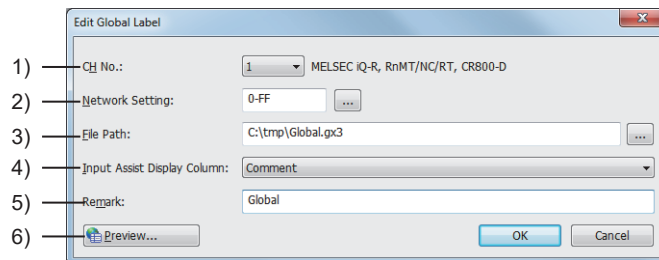 Edit Global Label
1) CH No.: 1 MELSEC iQ-R, RnMT/NC/RT, CR800-D
2) Network Setting: 0-FF ...
3) File Path: C:\tmp\Global.gx3 ...
4) Input Assist Display Column: Comment
5) Remark: Global
6) Preview... OK Cancel